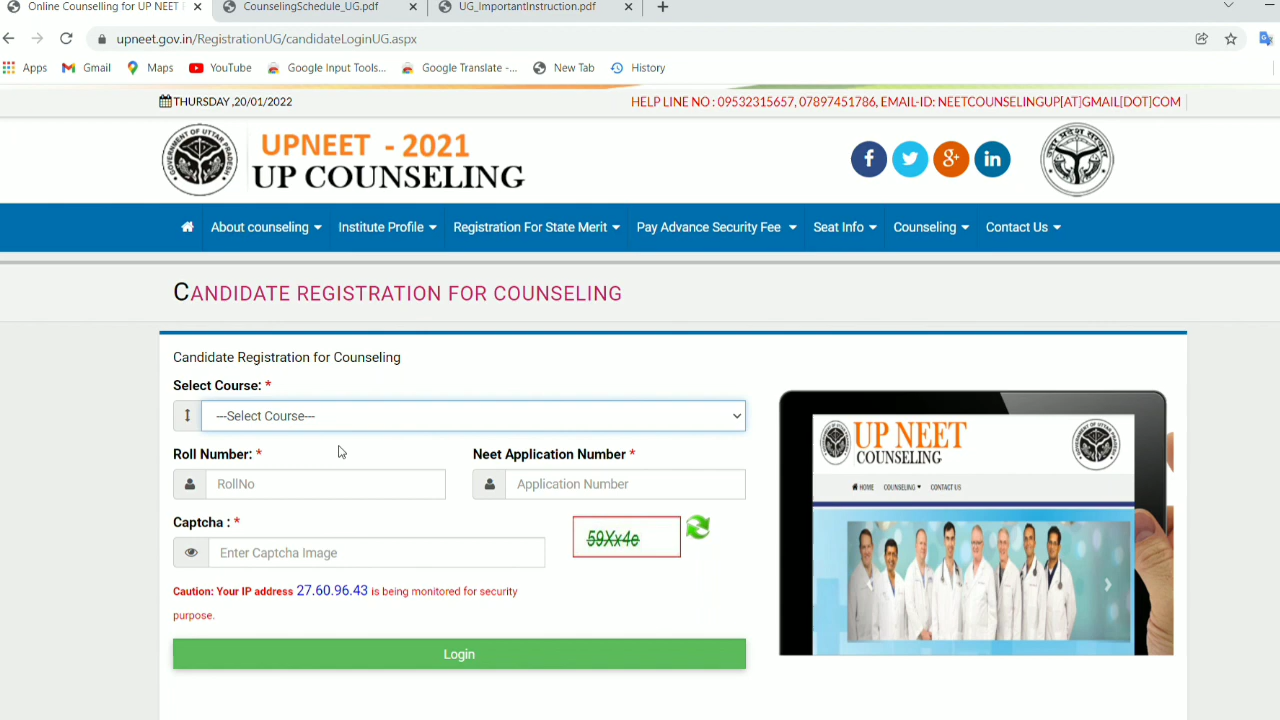 Online Counselling for UP NEET
CounselingSchedule_UG.pdf
UG_ImportantInstruction.pdf
upneet.gov.in/RegistrationUG/candidateLoginUG.aspx
Apps
Gmail
Maps
YouTube
Google Input Tools...
Google Translate -...
New Tab
History
THURSDAY ,20/01/2022
HELP LINE NO : 09532315657, 07897451786, EMAIL-ID: NEETCOUNSELINGUP[AT]GMAIL[DOT]COM
GOVERNMENT OF UTTAR PRADESH
UPNEET - 2021
UP COUNSELING
About counseling
Institute Profile
Registration For State Merit
Pay Advance Security Fee
Seat Info
Counseling
Contact Us
CANDIDATE REGISTRATION FOR COUNSELING
Candidate Registration for Counseling
Select Course: *
---Select Course---
Roll Number: *
Neet Application Number *
RollNo
Application Number
Captcha : *
Enter Captcha Image
59Xx4e
Caution: Your IP address 27.60.96.43 is being monitored for security
purpose.
Login
UP NEET
COUNSELING
HOME
COUNSELING
CONTACT US